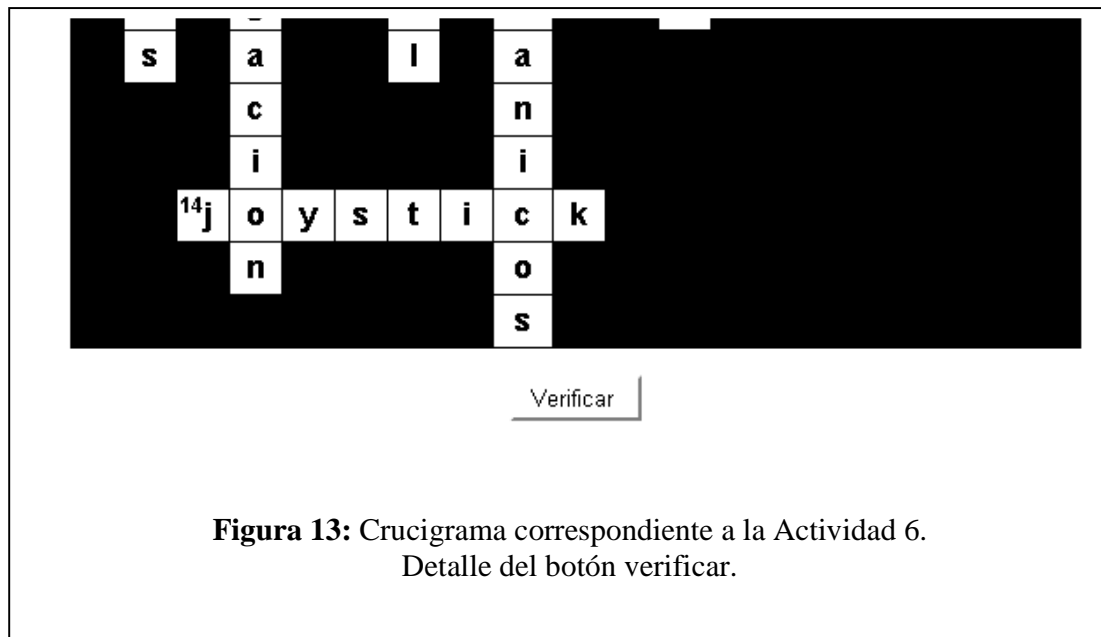 s a l a
c n
i i
14j o y s t i c k
n o
s
Verificar
Figura 13: Crucigrama correspondiente a la Actividad 6.
Detalle del botón verificar.